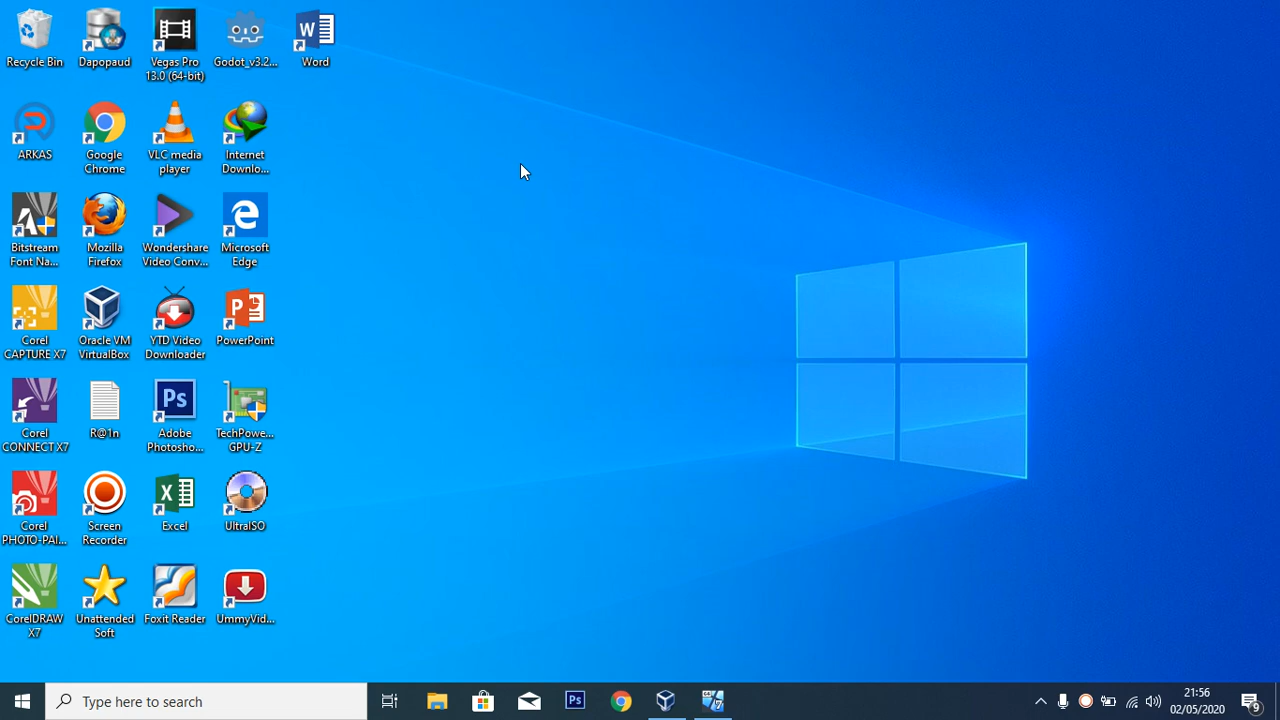 Recycle Bin
Dapopaud
Vegas Pro
13.0 (64-bit)
Godot_v3.2...
W
Word
ARKAS
Google
Chrome
VLC media
player
Internet
Downlo...
Bitstream
Font Na...
Mozilla
Firefox
Wondershare
Video Conv...
Microsoft
Edge
Corel
CAPTURE X7
Oracle VM
VirtualBox
YTD Video
Downloader
P
PowerPoint
Corel
CONNECT X7
R@1n
Ps
Adobe
Photosho...
TechPowe...
GPU-Z
Corel
PHOTO-PAI...
Screen
Recorder
X
Excel
UltraISO
CorelDRAW
X7
Unattended
Soft
Foxit Reader
UmmyVid...
Type here to search
Ps
21:56
02/05/2020
9